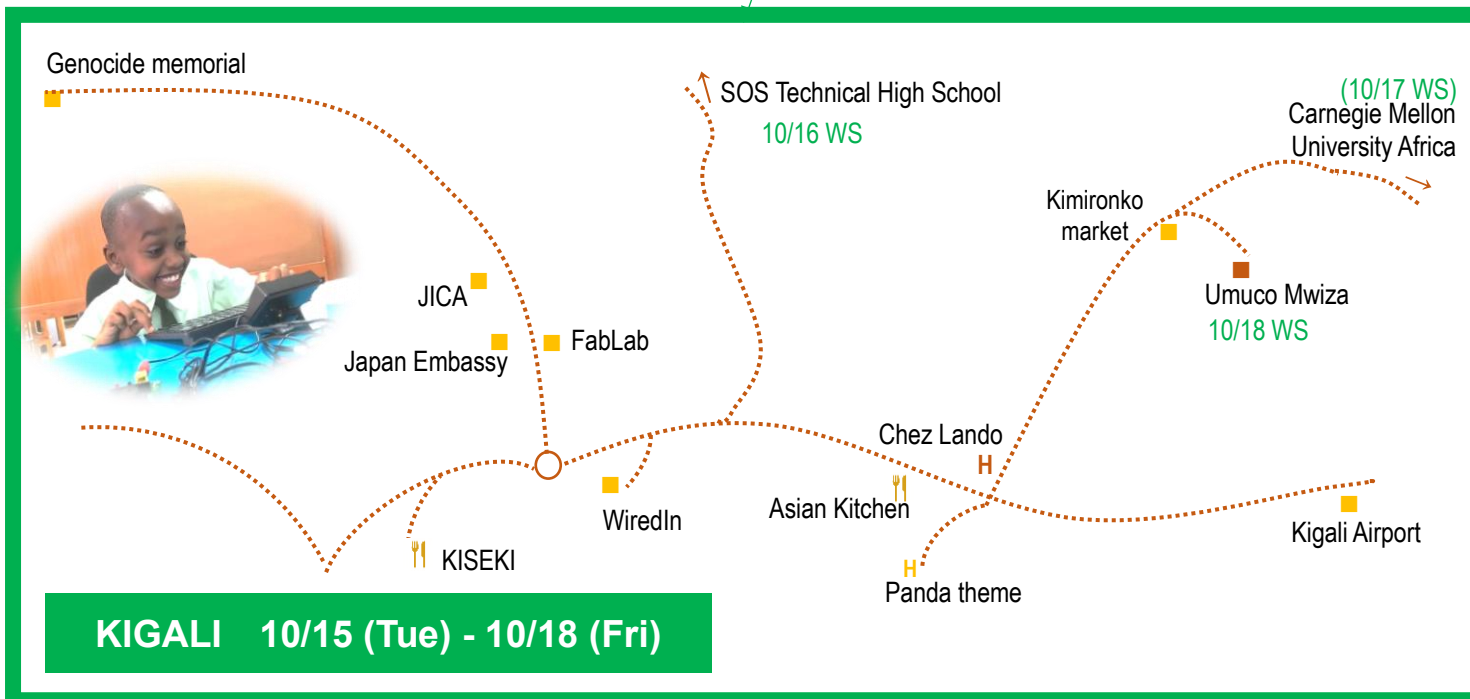 Genocide memorial
SOS Technical High School
10/16 WS
(10/17 WS)
Carnegie Mellon
University Africa
Kimironko
market
JICA
Umuco Mwiza
10/18 WS
FabLab
Japan Embassy
Chez Lando
H
Asian Kitchen
WiredIn
Kigali Airport
KISEKI
H
Panda theme
KIGALI 10/15 (Tue) - 10/18 (Fri)